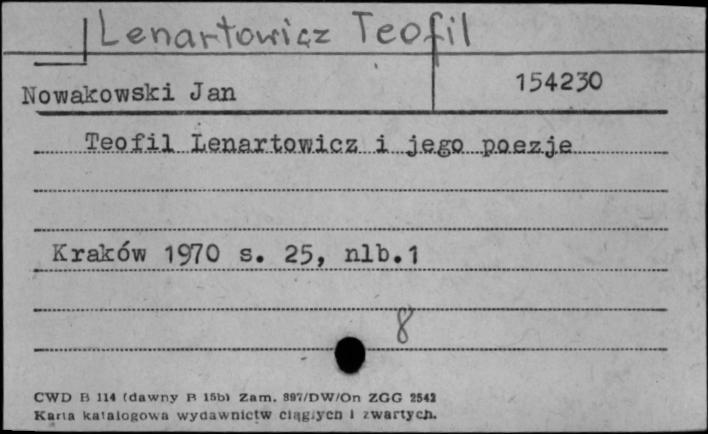 Lenartowicz Teofil
Nowakowski Jan 154230
Teofil Lenartowicz i jego poezje
Kraków 1970 s. 25, nlb.1
8
CWD B 114 (dawny B 15b) Zam. 897/DW/On ZGG 2542
Karta katalogowa wydawnictw ciągłych i zwartych.